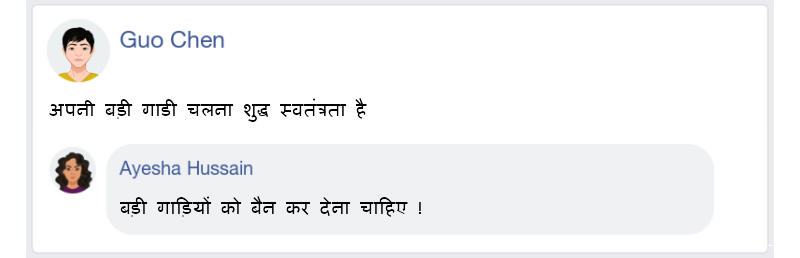 Guo Chen
अपनी बड़ी गाडी चलना शुद्ध स्वतंत्रता है
Ayesha Hussain
बड़ी गाड़ियों को बैन कर देना चाहिए !